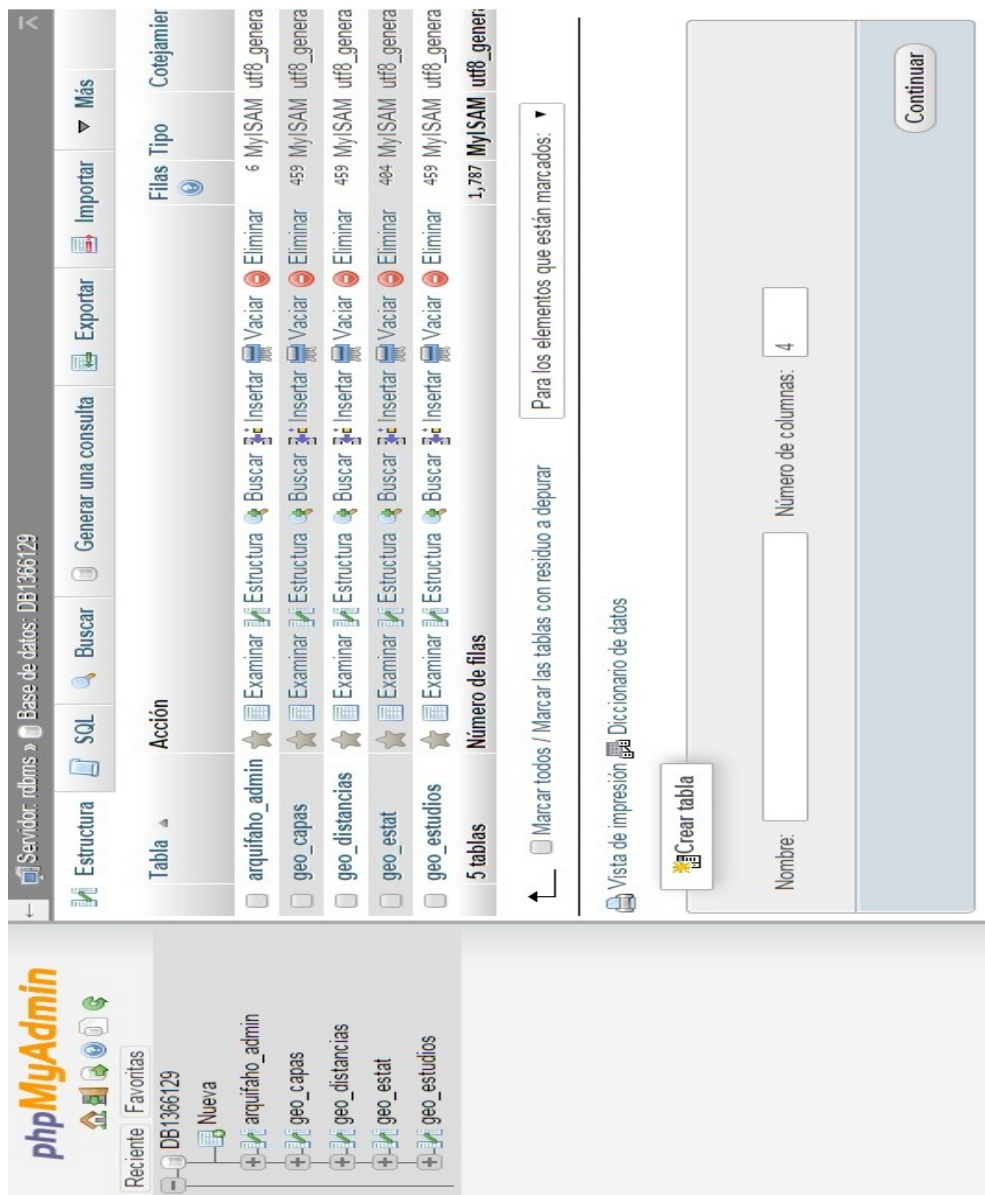 phpMyAdmin
Reciente Favoritas
DB1366129
Nueva
arquifaho_admin
geo_capas
geo_distancias
geo_estat
geo_estudios
Servidor: rdbms » Base de datos: DB1366129
Estructura SQL Buscar Generar una consulta Exportar Importar Más
Tabla Acción Filas Tipo Cotejamier
arquifaho_admin Examinar Estructura Buscar Insertar Vaciar Eliminar 6 MyISAM utf8_genera
geo_capas Examinar Estructura Buscar Insertar Vaciar Eliminar 459 MyISAM utf8_genera
geo_distancias Examinar Estructura Buscar Insertar Vaciar Eliminar 459 MyISAM utf8_genera
geo_estat Examinar Estructura Buscar Insertar Vaciar Eliminar 404 MyISAM utf8_genera
geo_estudios Examinar Estructura Buscar Insertar Vaciar Eliminar 459 MyISAM utf8_genera
5 tablas Número de filas 1,787 MyISAM utf8_genera
Marcar todos / Marcar las tablas con residuo a depurar Para los elementos que están marcados:
Vista de impresión Diccionario de datos
Crear tabla
Nombre: Número de columnas: 4
Continuar